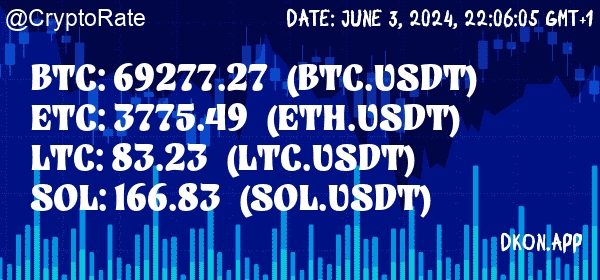 @CryptoRate
DATE: JUNE 3, 2024, 22:06:05 GMT+1
BTC: 69277.27 (BTC.USDT)
ETC: 3775.49 (ETH.USDT)
LTC: 83.23 (LTC.USDT)
SOL: 166.83 (SOL.USDT)
DKON.APP